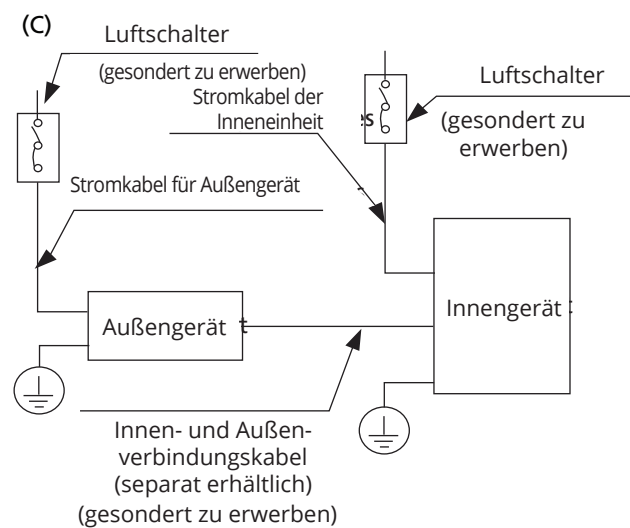 (C)
Luftschalter
(gesondert zu erwerben)
Stromkabel der
Inneneinheit
Luftschalter
(gesondert zu
erwerben)
Stromkabel für Außengerät
Außengerät
Innengerät
Innen- und Außen-
verbindungskabel
(separat erhältlich)
(gesondert zu erwerben)